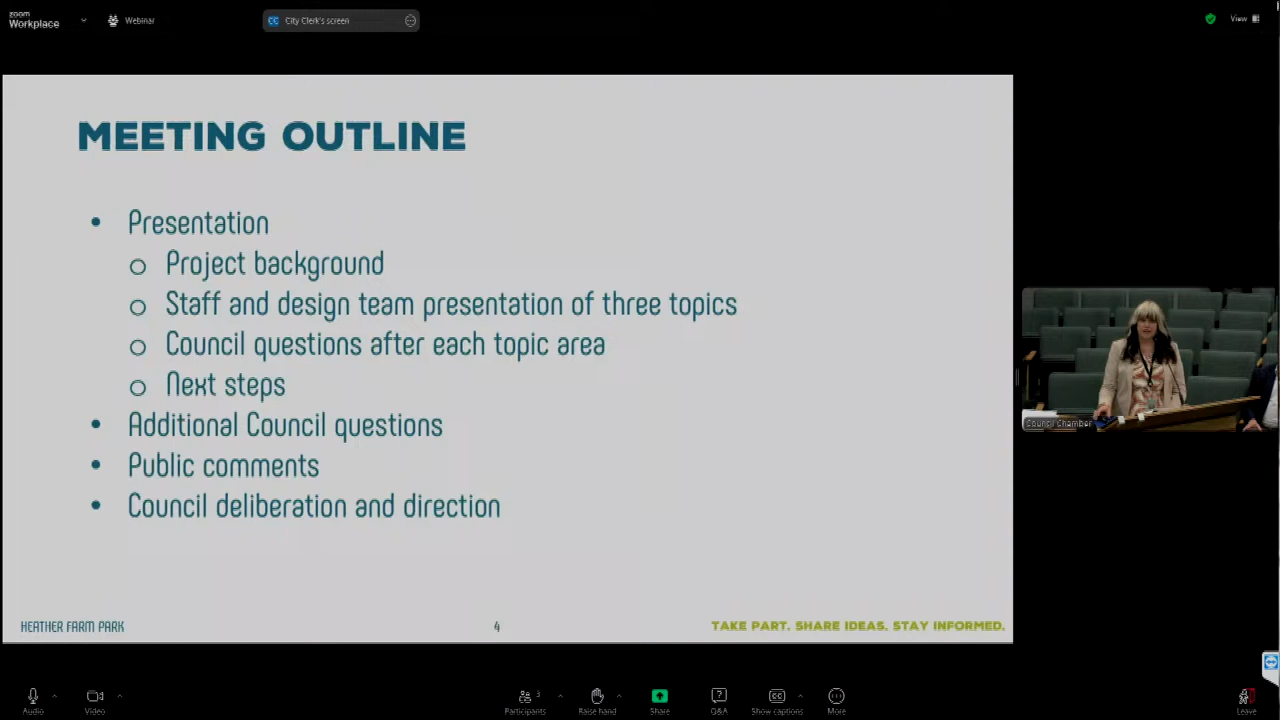 zoom
Workplace
Webinar
CC City Clerk's screen
View
MEETING OUTLINE
• Presentation
o Project background
o Staff and design team presentation of three topics
o Council questions after each topic area
o Next steps
• Additional Council questions
• Public comments
• Council deliberation and direction
HEATHER FARM PARK
4
TAKE PART. SHARE IDEAS. STAY INFORMED.
Council Chamber
Audio
Video
3
Participants
Raise hand
Share
Q&A
CC
Show captions
More
Leave